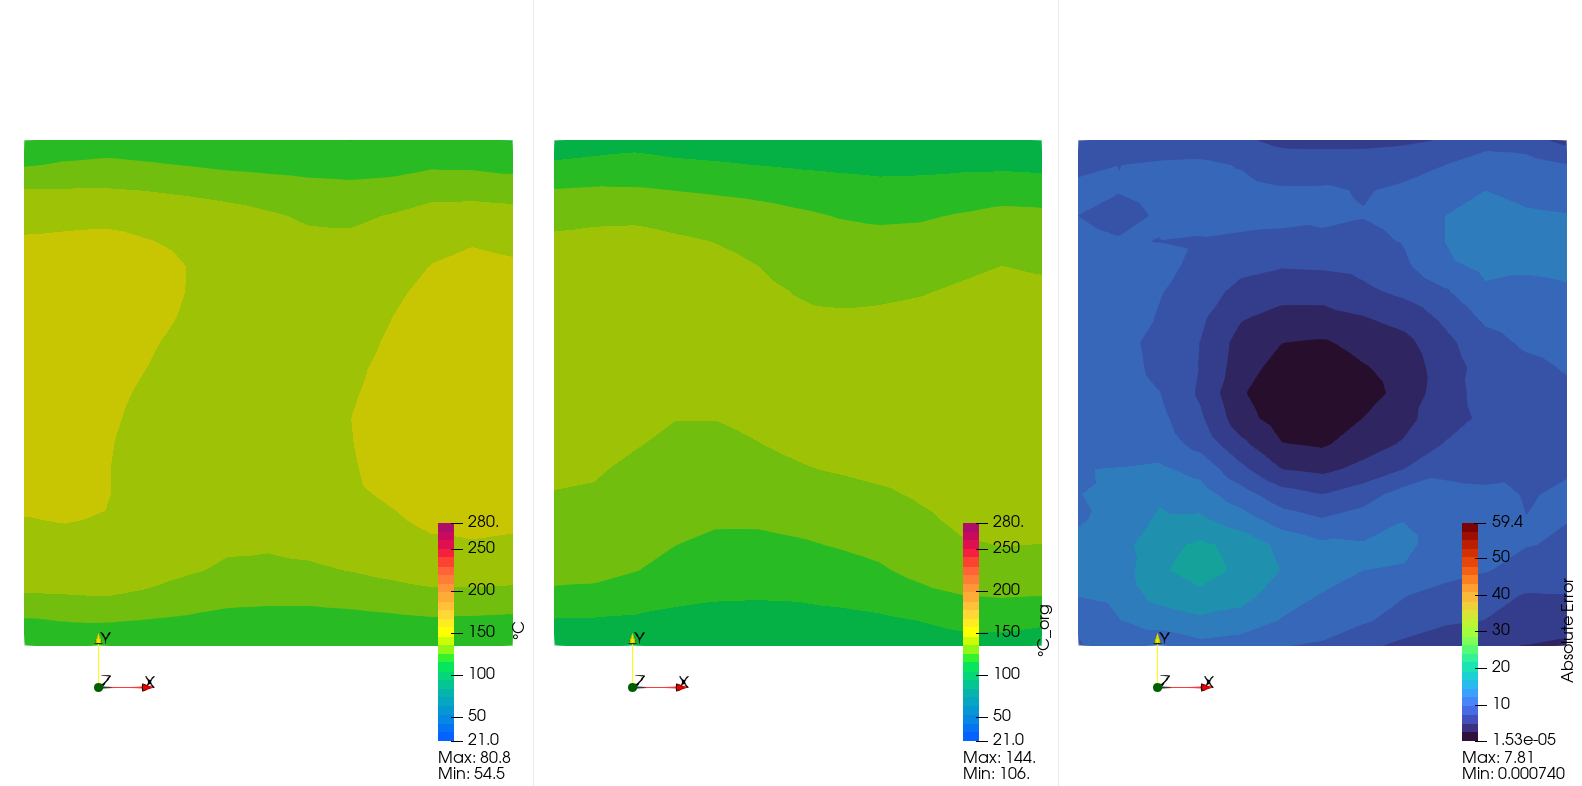 280.
250
200
150
100
50
21.0
°C
Max: 80.8
Min: 54.5
Y
Z
X
280.
250
200
150
100
50
21.0
°C_org
Max: 144.
Min: 106.
Y
Z
X
59.4
50
40
30
20
10
1.53e-05
Absolute Error
Max: 7.81
Min: 0.000740
Y
Z
X